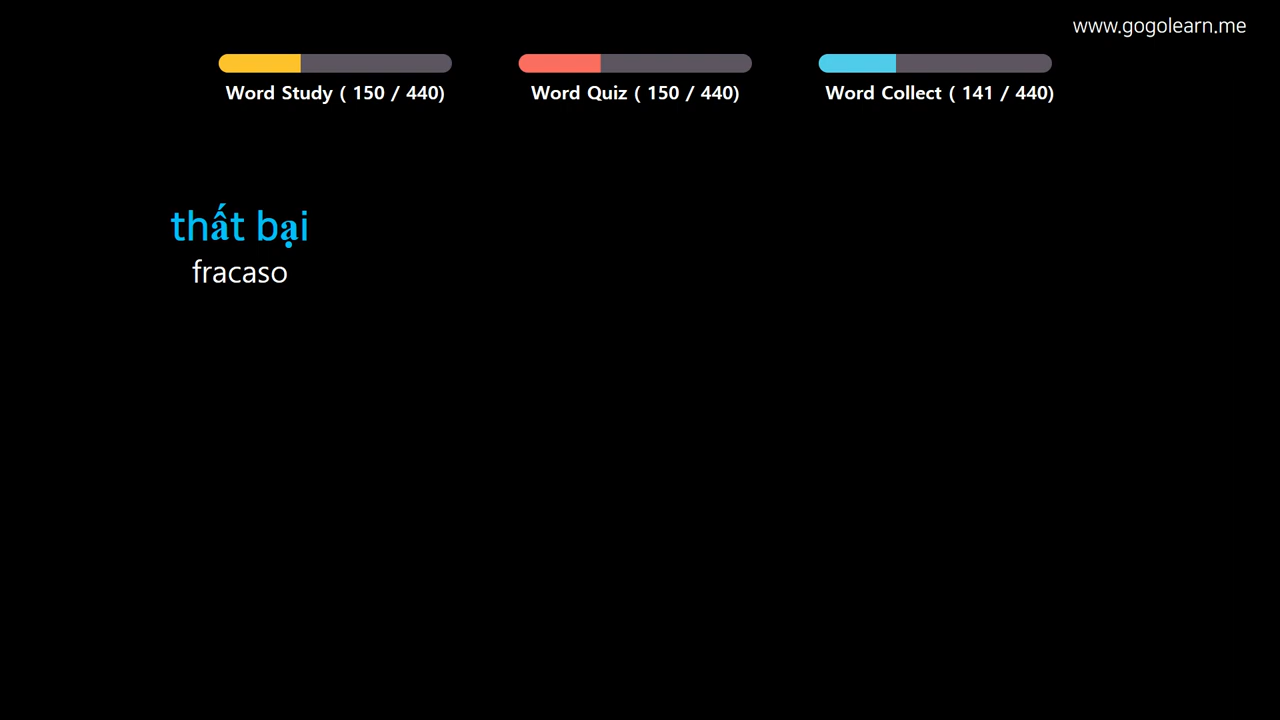 www.gogolearn.me
Word Study ( 150 / 440)
Word Quiz ( 150 / 440)
Word Collect ( 141 / 440)
thất bại
fracaso